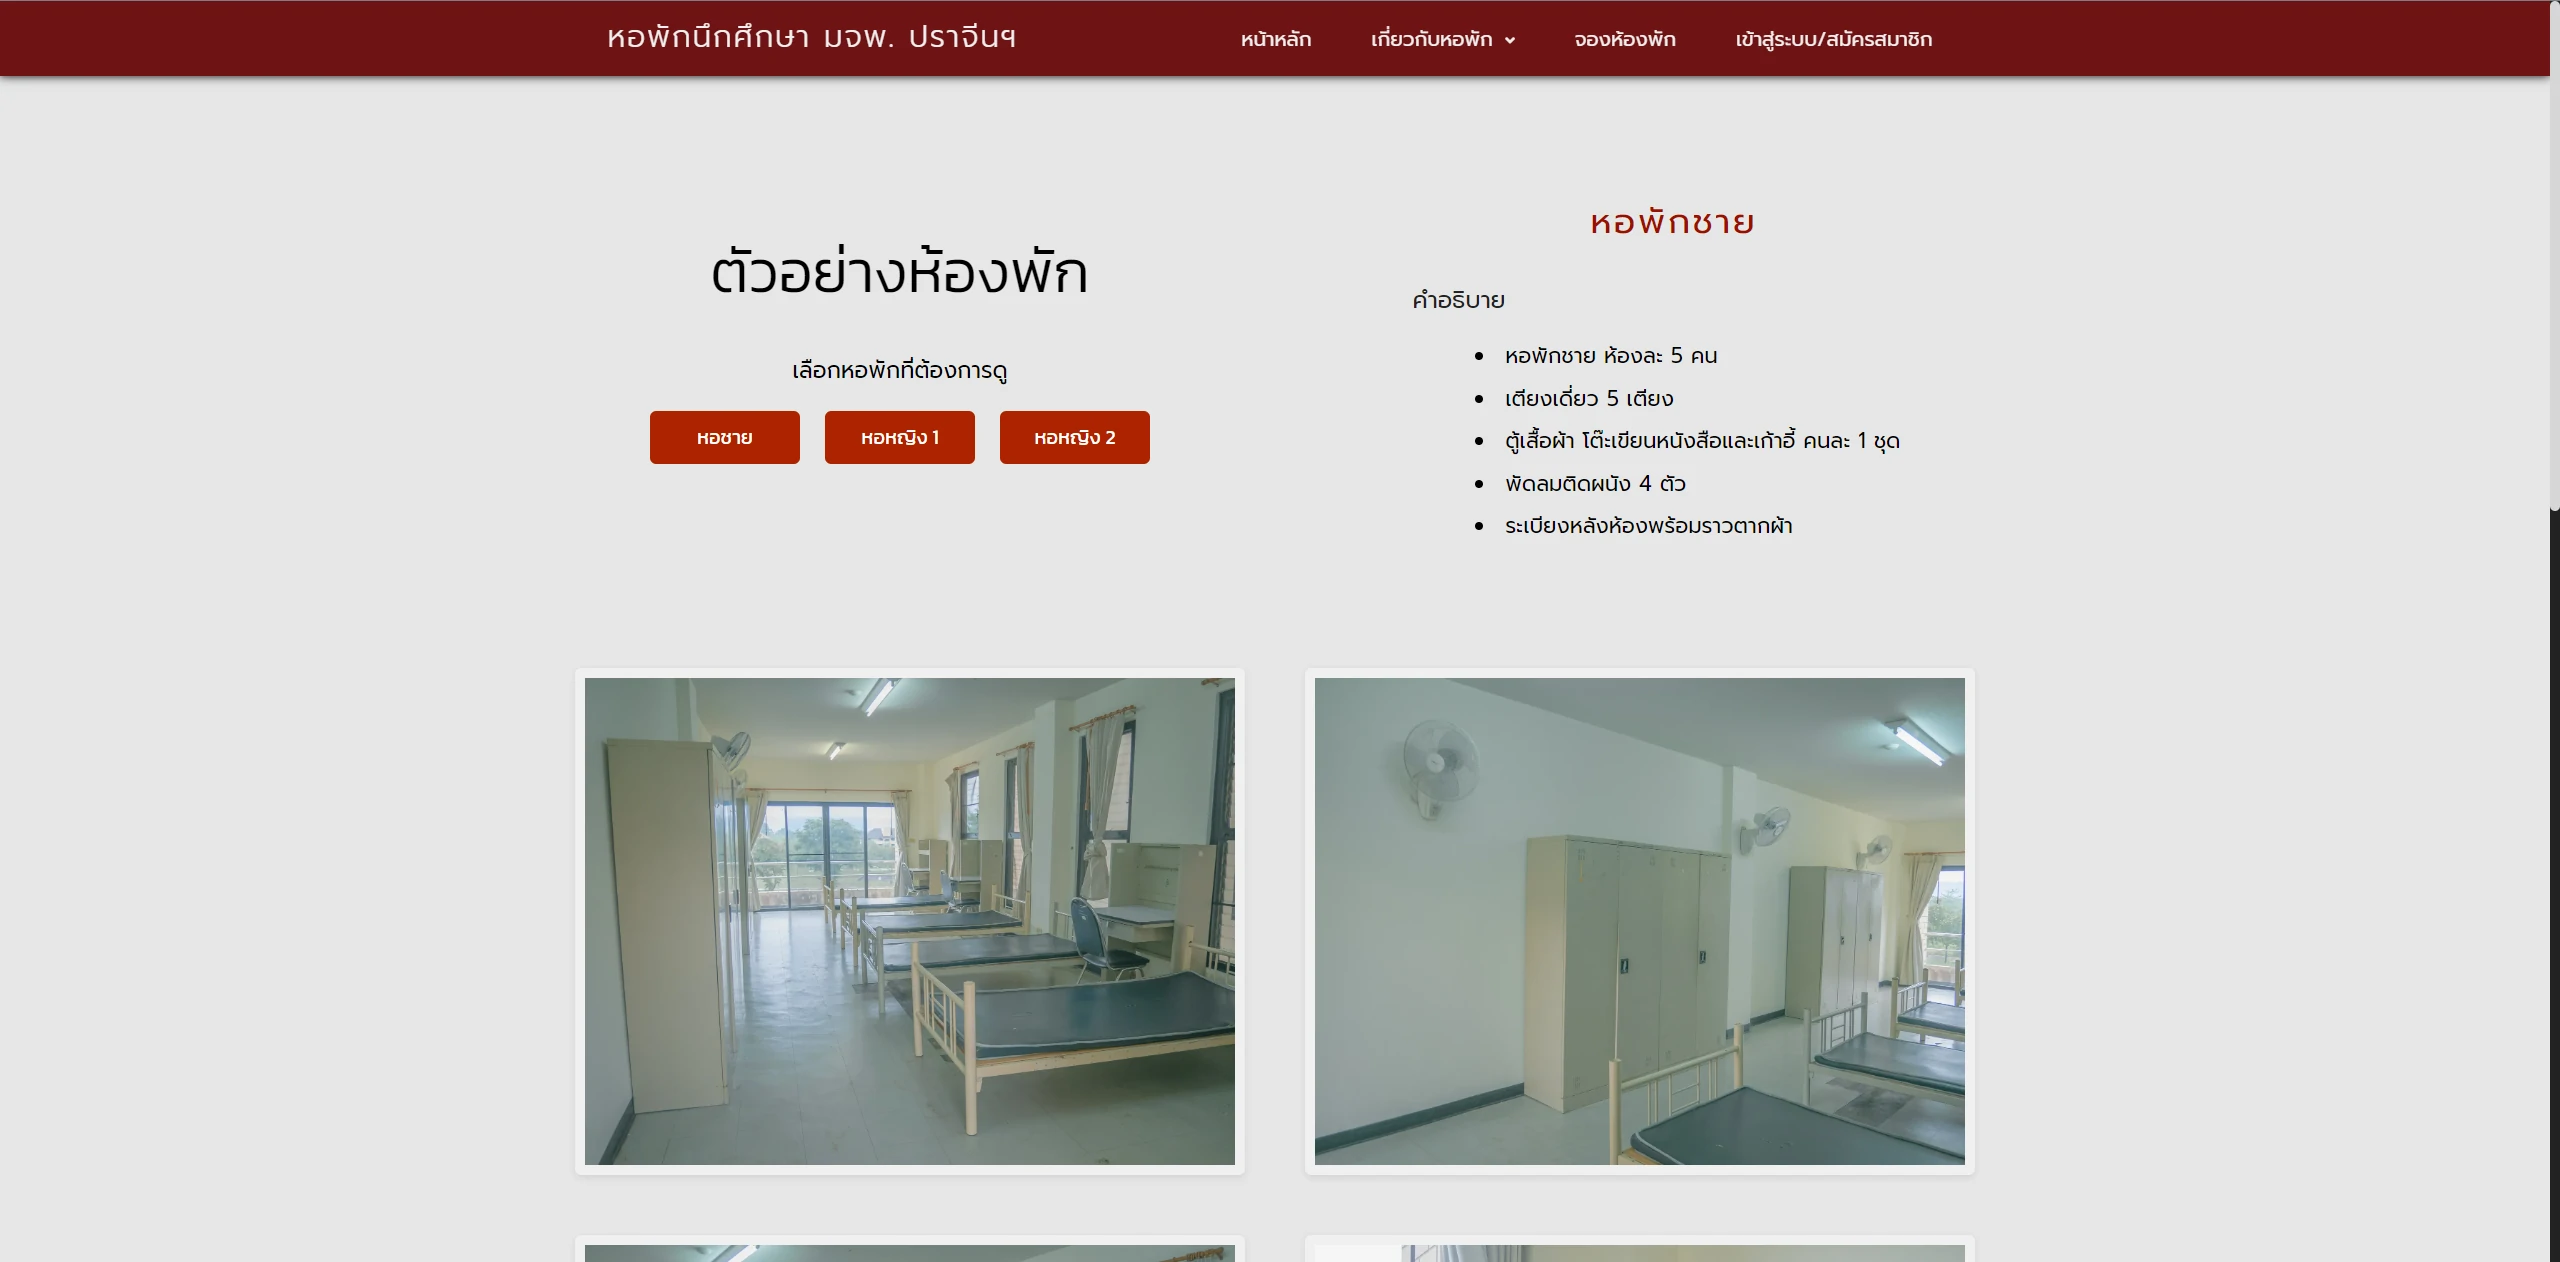 หอพักนึกศึกษา มจพ. ปราจีนฯ
หน้าหลัก
เกี่ยวกับหอพัก
จองห้องพัก
เข้าสู่ระบบ/สมัครสมาชิก
ตัวอย่างห้องพัก
เลือกหอพักที่ต้องการดู
หอชาย
หอหญิง 1
หอหญิง 2
หอพักชาย
คำอธิบาย
หอพักชาย ห้องละ 5 คน
เตียงเดี่ยว 5 เตียง
ตู้เสื้อผ้า โต๊ะเขียนหนังสือและเก้าอี้ คนละ 1 ชุด
พัดลมติดผนัง 4 ตัว
ระเบียงหลังห้องพร้อมราวตากผ้า